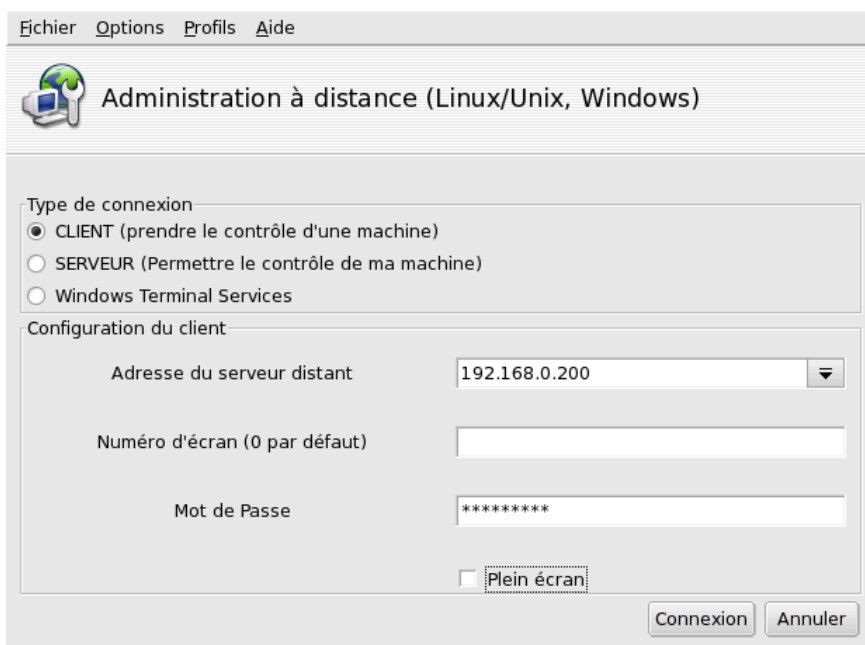 Fichier Options Profils Aide
Administration à distance (Linux/Unix, Windows)
Type de connexion
CLIENT (prendre le contrôle d'une machine)
SERVEUR (Permettre le contrôle de ma machine)
Windows Terminal Services
Configuration du client
Adresse du serveur distant 192.168.0.200
Numéro d'écran (0 par défaut)
Mot de Passe *********
Plein écran
Connexion Annuler